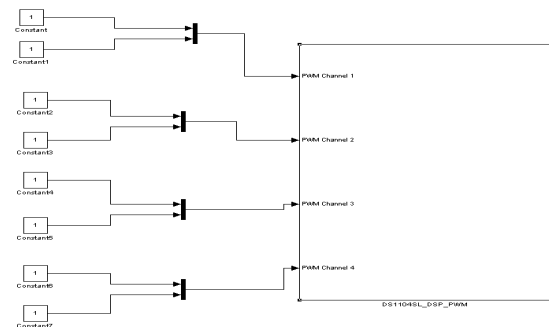 1
Constant
1
Constant1
PWM Channel 1
1
Constant2
1
Constant3
PWM Channel 2
1
Constant4
1
Constant5
PWM Channel 3
1
Constant6
1
Constant7
PWM Channel 4
DS1104SL_DSP_PWM